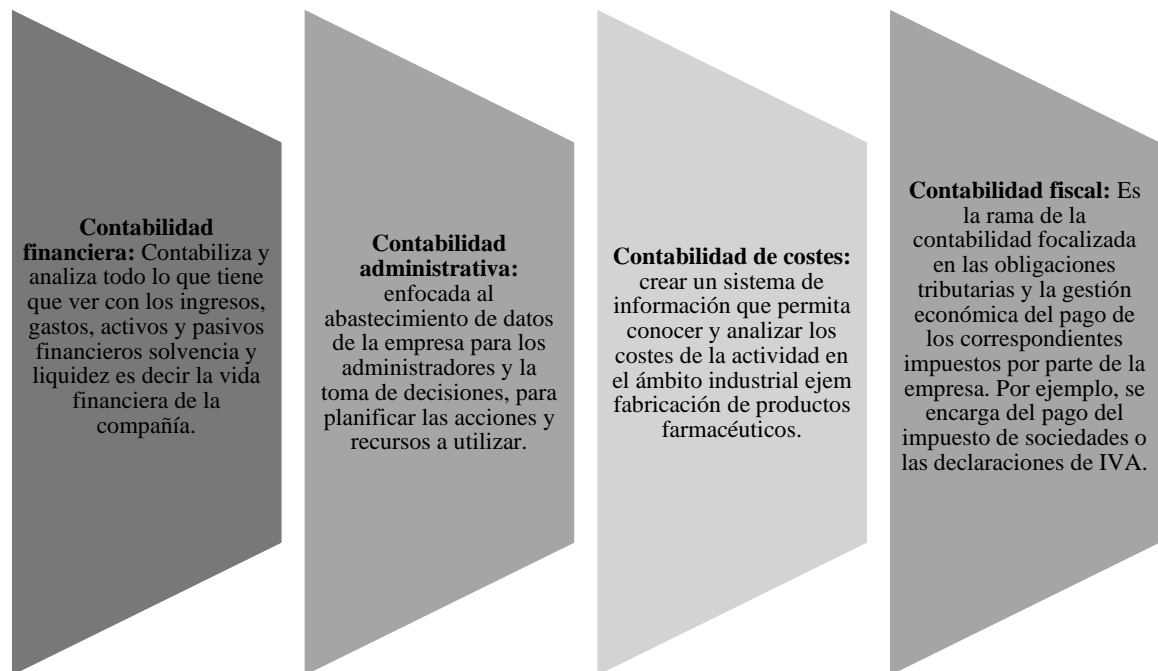 Contabilidad
financiera: Contabiliza y
analiza todo lo que tiene
que ver con los ingresos,
gastos, activos y pasivos
financieros solvencia y
liquidez es decir la vida
financiera de la
compañía.
Contabilidad
administrativa:
enfocada al
abastecimiento de datos
de la empresa para los
administradores y la
toma de decisiones, para
planificar las acciones y
recursos a utilizar.
Contabilidad de costes:
crear un sistema de
información que permita
conocer y analizar los
costes de la actividad en
el ámbito industrial ejem
fabricación de productos
farmacéuticos.
Contabilidad fiscal: Es
la rama de la
contabilidad focalizada
en las obligaciones
tributarias y la gestión
económica del pago de
los correspondientes
impuestos por parte de la
empresa. Por ejemplo, se
encarga del pago del
impuesto de sociedades o
las declaraciones de IVA.